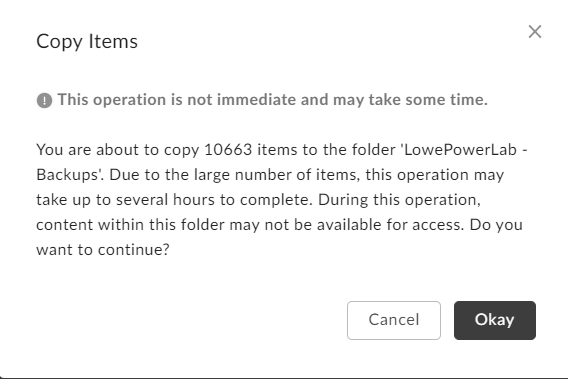 Copy Items
This operation is not immediate and may take some time.
You are about to copy 10663 items to the folder 'LowePowerLab -
Backups'. Due to the large number of items, this operation may
take up to several hours to complete. During this operation,
content within this folder may not be available for access. Do you
want to continue?
Cancel
Okay